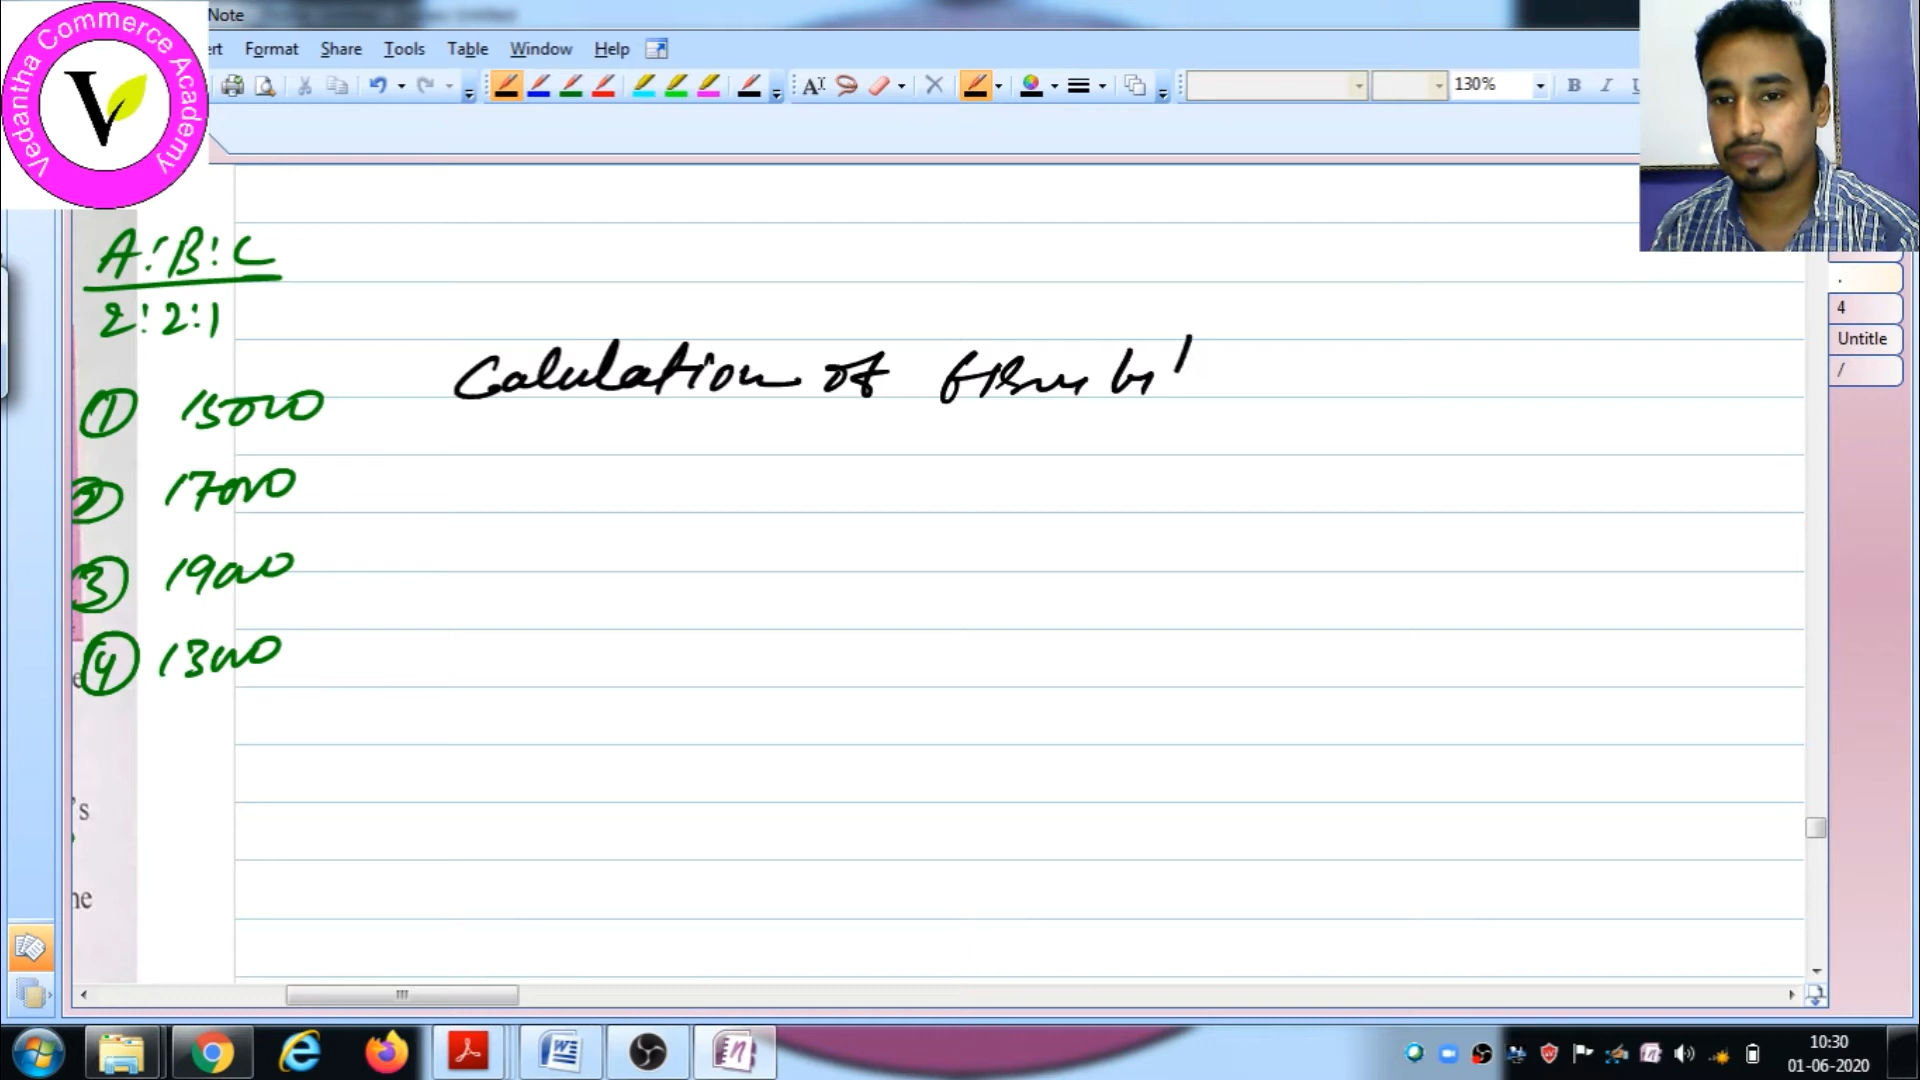 Vedantha Commerce Academy
V
Note
rt Format Share Tools Table Window Help
130% B I U
A:B:C
2:2:1
① 15000
② 17000
③ 19000
④ 13000
Calulation of
.
4
Untitle
/
's
he
10:30
01-06-2020